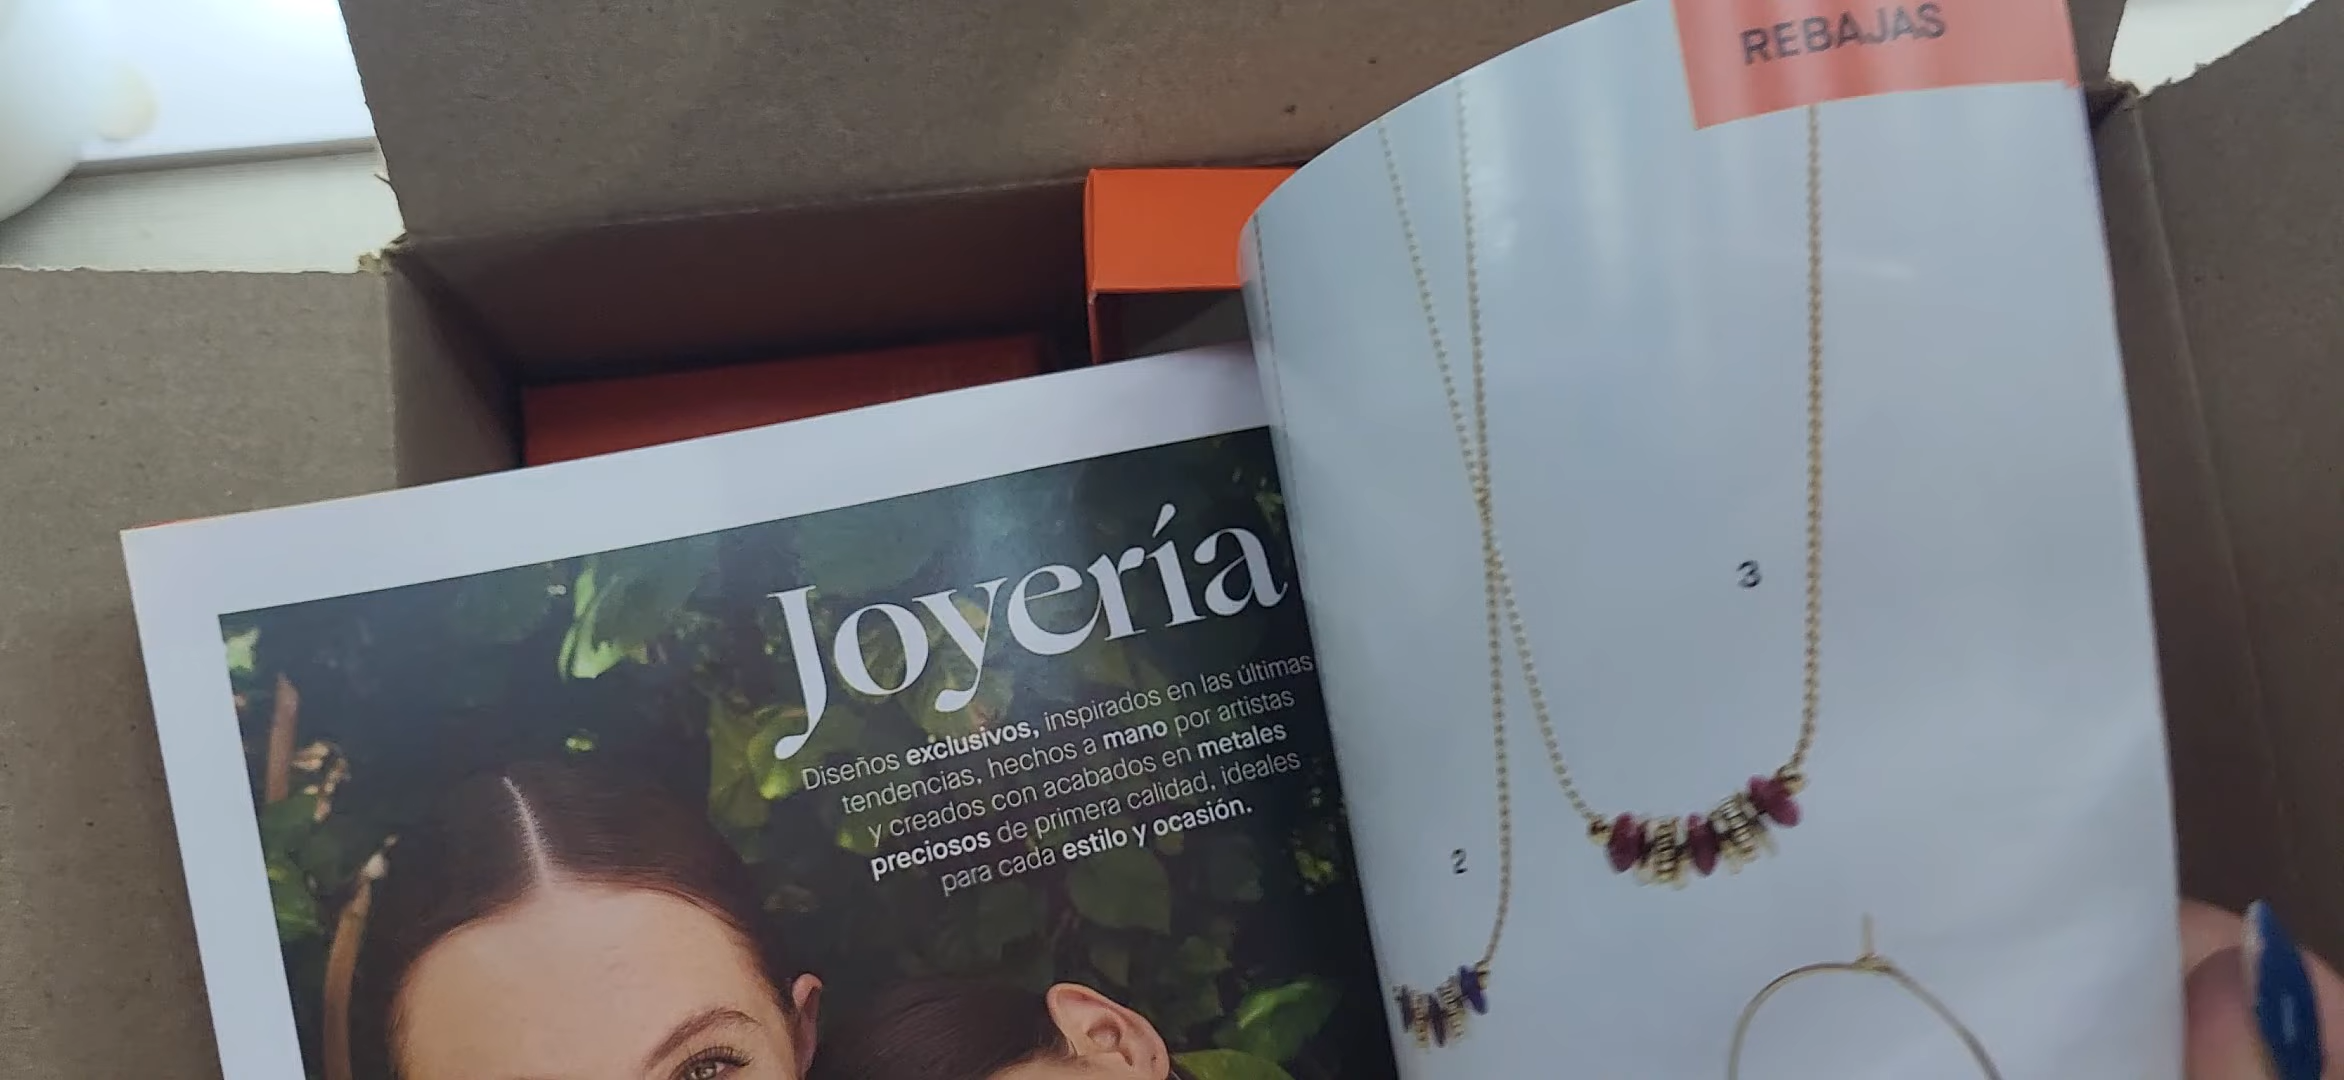 Joyería
Diseños exclusivos, inspirados en las últimas
tendencias, hechos a mano por artistas
y creados con acabados en metales
preciosos de primera calidad, ideales
para cada estilo y ocasión.
REBAJAS
3
2